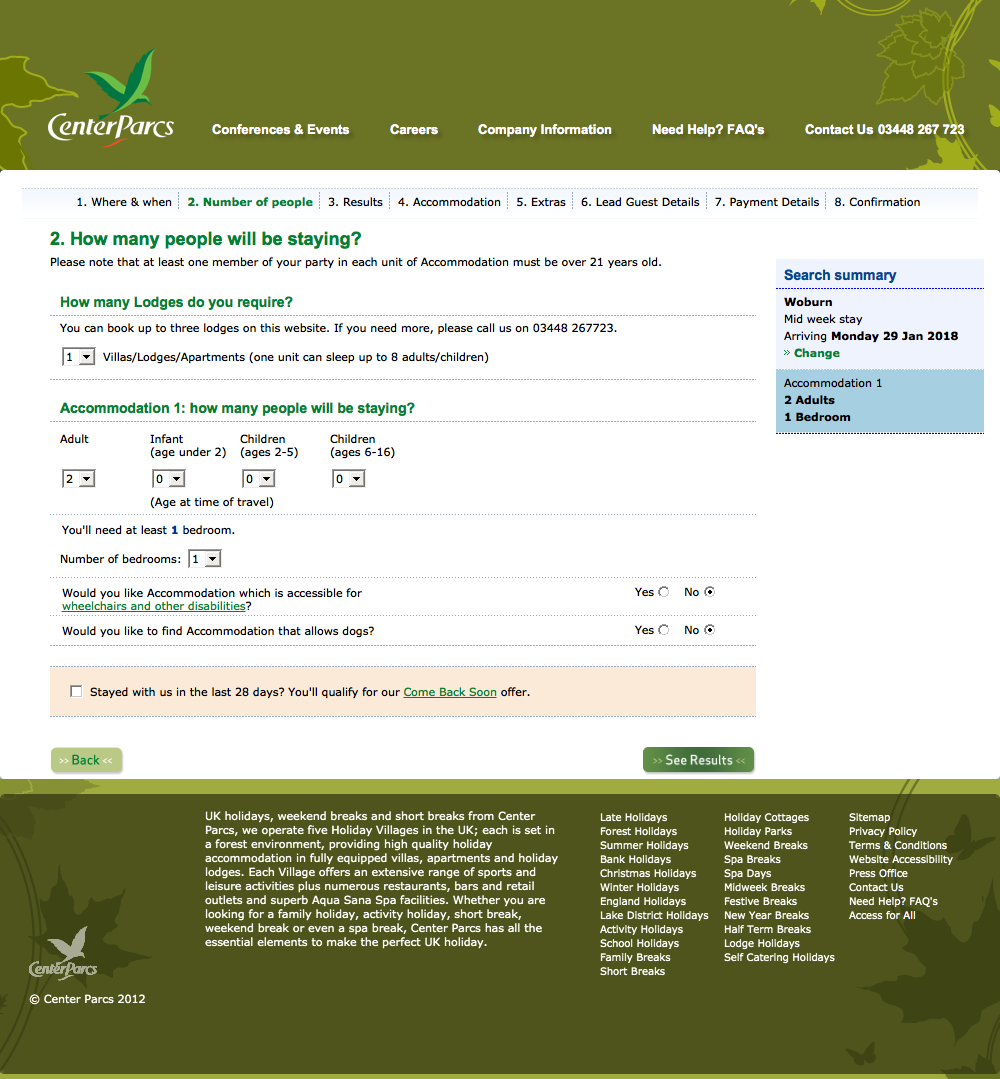 CenterParcs
Conferences & Events
Careers
Company Information
Need Help? FAQ's
Contact Us 03448 267 723
1. Where & when
2. Number of people
3. Results
4. Accommodation
5. Extras
6. Lead Guest Details
7. Payment Details
8. Confirmation
2. How many people will be staying?
Please note that at least one member of your party in each unit of Accommodation must be over 21 years old.
How many Lodges do you require?
You can book up to three lodges on this website. If you need more, please call us on 03448 267723.
1 Villas/Lodges/Apartments (one unit can sleep up to 8 adults/children)
Accommodation 1: how many people will be staying?
Adult
Infant
(age under 2)
Children
(ages 2-5)
Children
(ages 6-16)
2
0
0
0
(Age at time of travel)
You'll need at least 1 bedroom.
Number of bedrooms: 1
Would you like Accommodation which is accessible for
wheelchairs and other disabilities?
Yes No
Would you like to find Accommodation that allows dogs?
Yes No
Stayed with us in the last 28 days? You'll qualify for our Come Back Soon offer.
>> Back <<
>> See Results <<
Search summary
Woburn
Mid week stay
Arriving Monday 29 Jan 2018
» Change
Accommodation 1
2 Adults
1 Bedroom
UK holidays, weekend breaks and short breaks from Center
Parcs, we operate five Holiday Villages in the UK; each is set in
a forest environment, providing high quality holiday
accommodation in fully equipped villas, apartments and holiday
lodges. Each Village offers an extensive range of sports and
leisure activities plus numerous restaurants, bars and retail
outlets and superb Aqua Sana Spa facilities. Whether you are
looking for a family holiday, activity holiday, short break,
weekend break or even a spa break, Center Parcs has all the
essential elements to make the perfect UK holiday.
Late Holidays
Forest Holidays
Summer Holidays
Bank Holidays
Christmas Holidays
Winter Holidays
England Holidays
Lake District Holidays
Activity Holidays
School Holidays
Family Breaks
Short Breaks
Holiday Cottages
Holiday Parks
Weekend Breaks
Spa Breaks
Spa Days
Midweek Breaks
Festive Breaks
New Year Breaks
Half Term Breaks
Lodge Holidays
Self Catering Holidays
Sitemap
Privacy Policy
Terms & Conditions
Website Accessibility
Press Office
Contact Us
Need Help? FAQ's
Access for All
CenterParcs
© Center Parcs 2012